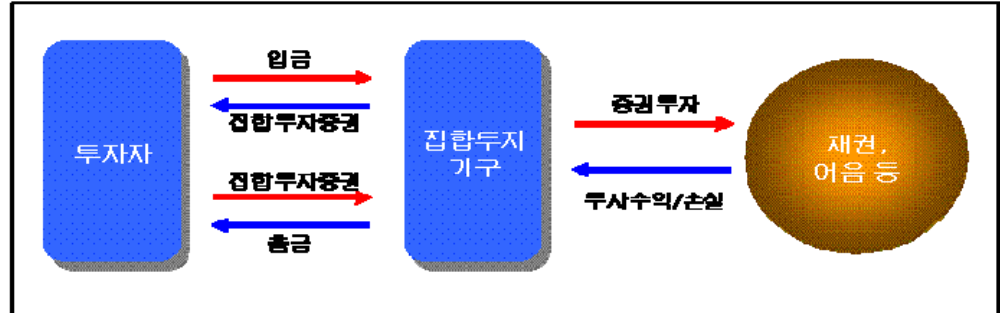 입금
집합투자증권
투자자
집합투자증권
출금
집합투자
기구
증권투자
투자수익/손실
채권,
어음 등